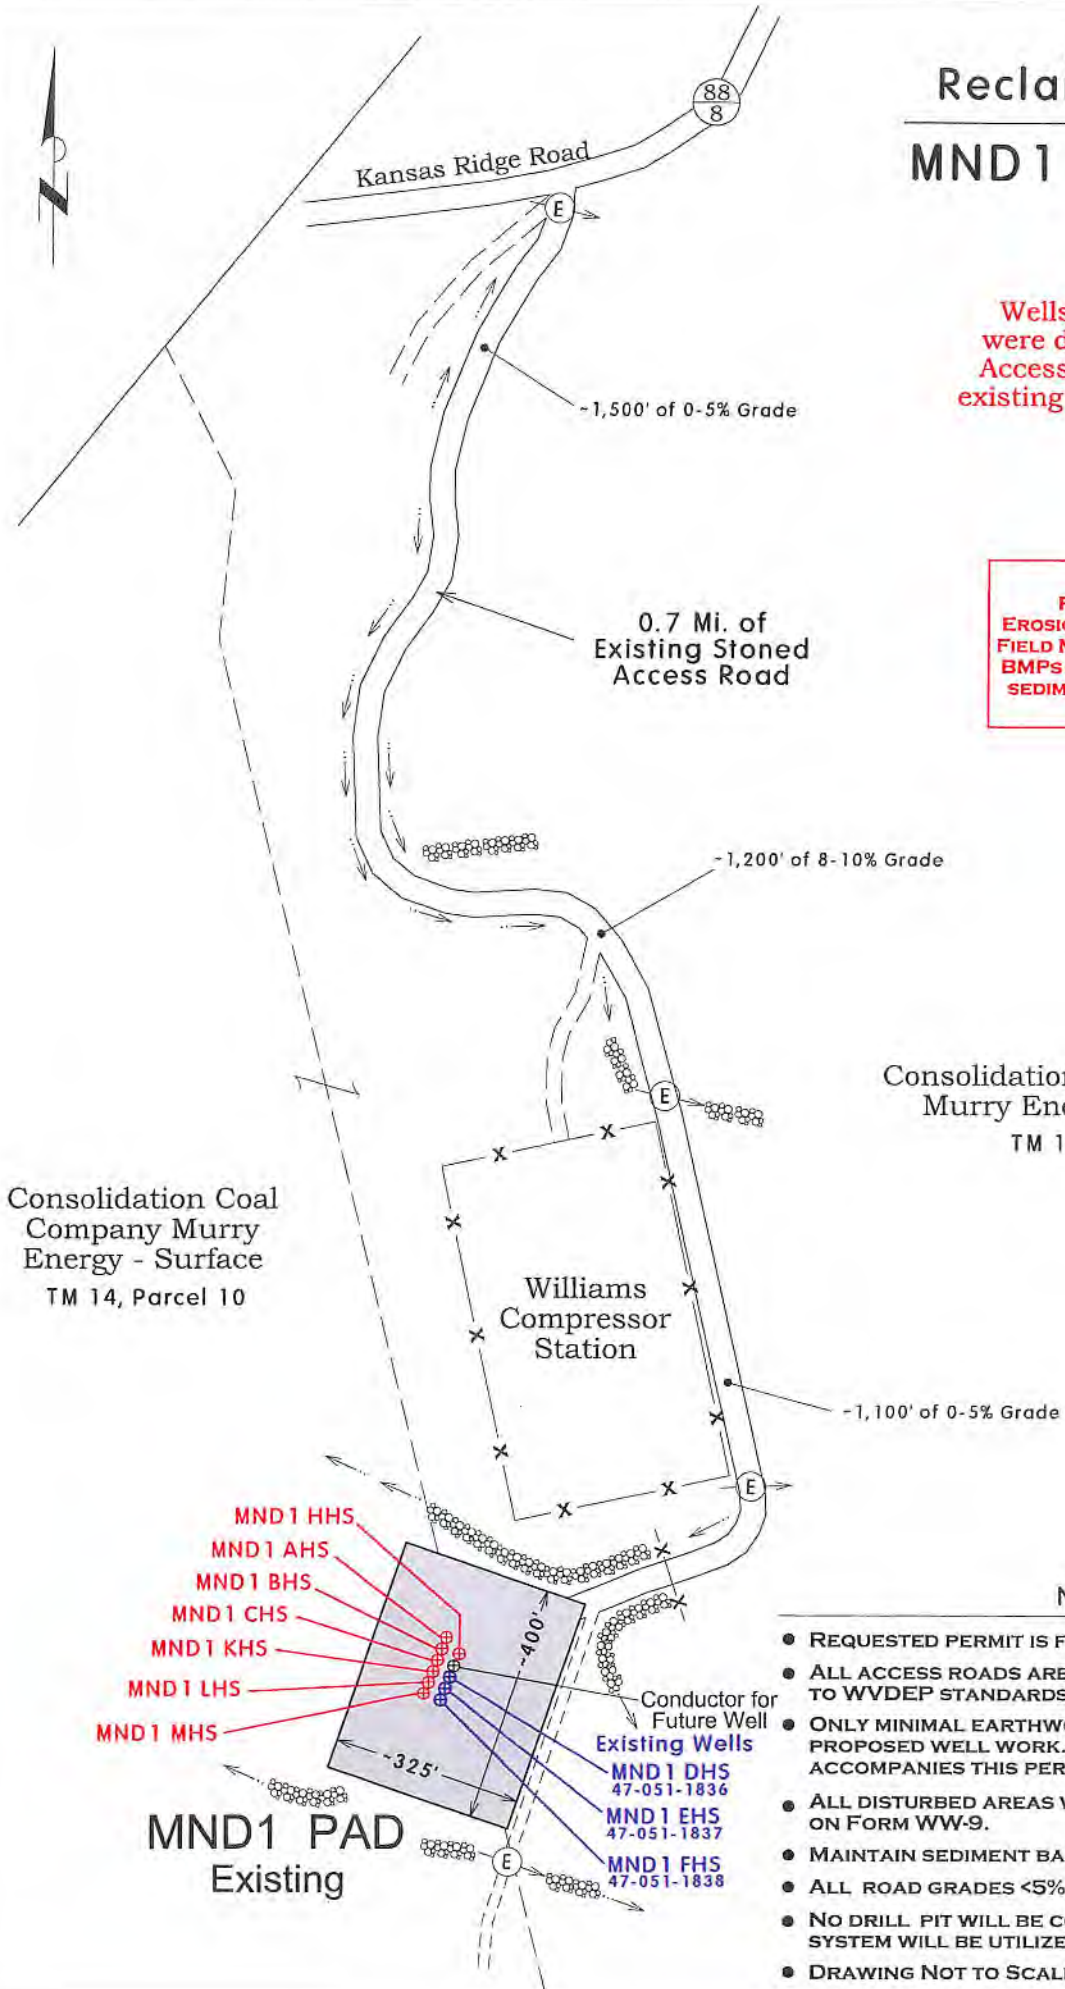 Recla
MND1
88
8
Kansas Ridge Road
E
N
Wells
were d
Access
existing
~1,500' of 0-5% Grade
EROSI
FIELD
BMPs
SEDIM
0.7 Mi. of
Existing Stoned
Access Road
~1,200' of 8-10% Grade
E
Consolidation
Murry Ene
TM 1
Consolidation Coal
Company Murry
Energy - Surface
TM 14, Parcel 10
Williams
Compressor
Station
~1,100' of 0-5% Grade
E
MND1 HHS
MND1 AHS
MND1 BHS
MND1 CHS
MND1 KHS
MND1 LHS
MND1 MHS
~400'
~325'
Conductor for
Future Well
Existing Wells
MND1 DHS
47-051-1836
MND1 EHS
47-051-1837
MND1 FHS
47-051-1838
MND1 PAD
Existing
E
N
• REQUESTED PERMIT IS F
• ALL ACCESS ROADS ARE
TO WVDEP STANDARDS
• ONLY MINIMAL EARTHW
PROPOSED WELL WORK.
ACCOMPANIES THIS PER
• ALL DISTURBED AREAS
ON FORM WW-9.
• MAINTAIN SEDIMENT BA
• ALL ROAD GRADES <5%
• NO DRILL PIT WILL BE C
SYSTEM WILL BE UTILIZE
• DRAWING NOT TO SCAL